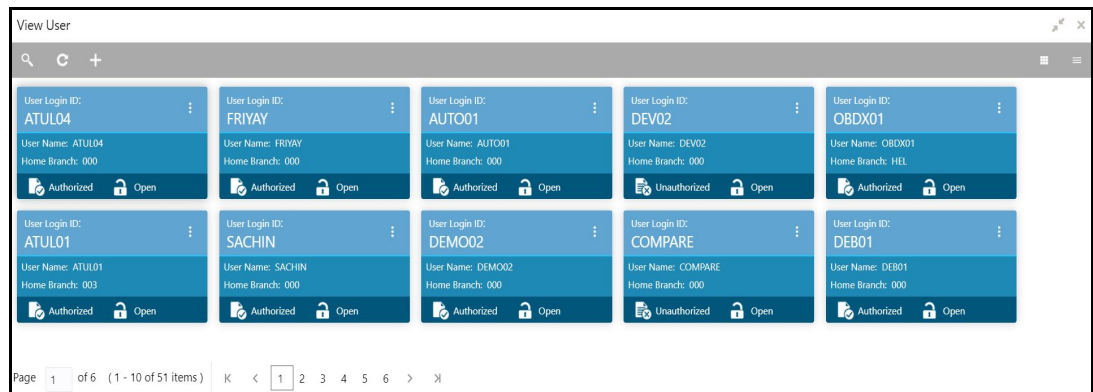 View User
User Login ID:
ATUL04
User Name: ATUL04
Home Branch: 000
Authorized Open
User Login ID:
FRIYAY
User Name: FRIYAY
Home Branch: 000
Authorized Open
User Login ID:
AUTO01
User Name: AUTO01
Home Branch: 000
Authorized Open
User Login ID:
DEV02
User Name: DEV02
Home Branch: 000
Unauthorized Open
User Login ID:
OBDX01
User Name: OBDX01
Home Branch: HEL
Authorized Open
User Login ID:
ATUL01
User Name: ATUL01
Home Branch: 003
Authorized Open
User Login ID:
SACHIN
User Name: SACHIN
Home Branch: 000
Authorized Open
User Login ID:
DEMO02
User Name: DEMO02
Home Branch: 000
Authorized Open
User Login ID:
COMPARE
User Name: COMPARE
Home Branch: 000
Unauthorized Open
User Login ID:
DEB01
User Name: DEB01
Home Branch: 000
Authorized Open
Page 1 of 6 ( 1 - 10 of 51 items ) 1 2 3 4 5 6